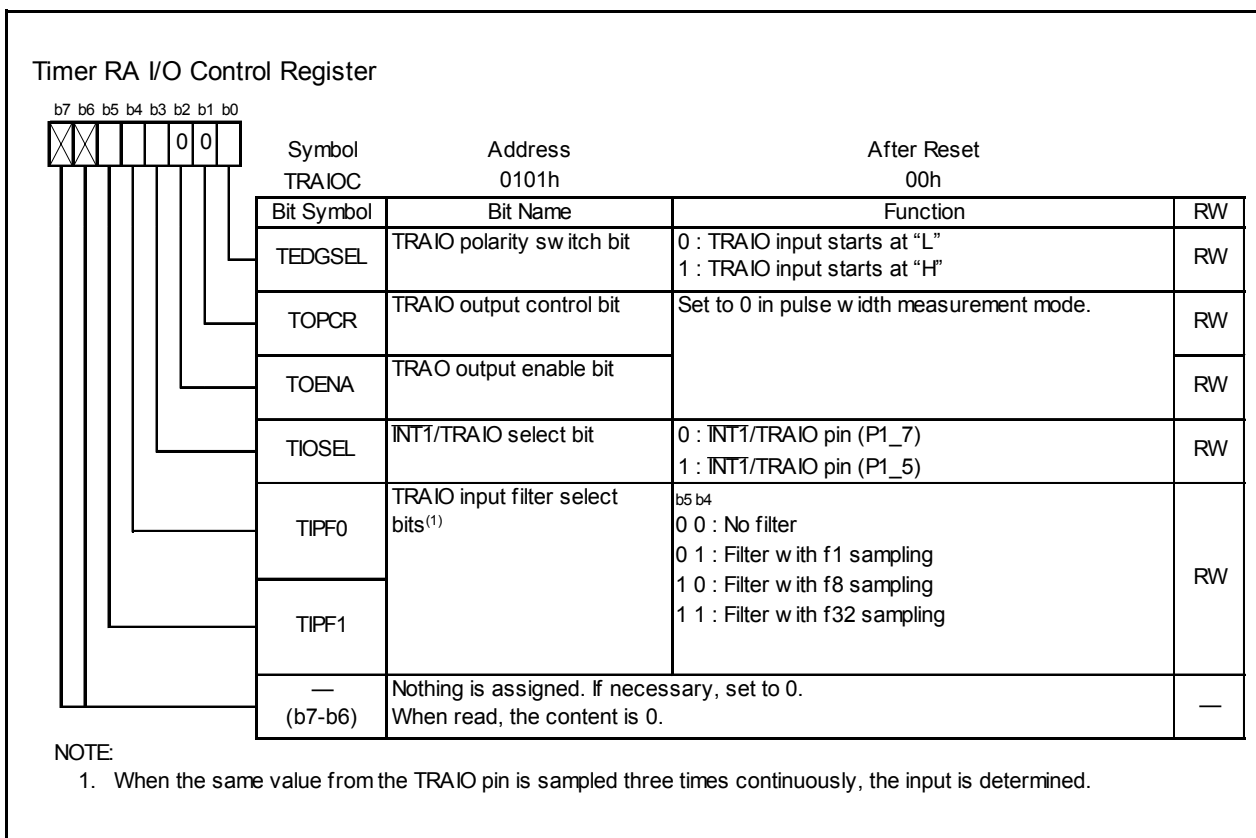 Timer RA I/O Control Register
b7 b6 b5 b4 b3 b2 b1 b0
0 0
Symbol Address After Reset
TRAIOC 0101h 00h
Bit Symbol Bit Name Function RW
TEDGSEL TRAIO polarity switch bit 0 : TRAIO input starts at “L” RW
1 : TRAIO input starts at “H”
TOPCR TRAIO output control bit Set to 0 in pulse width measurement mode. RW
TOENA TRAO output enable bit RW
TIOSEL INT1/TRAIO select bit 0 : INT1/TRAIO pin (P1_7) RW
1 : INT1/TRAIO pin (P1_5)
TIPF0 TRAIO input filter select b5 b4 RW
bits(1) 0 0 : No filter
0 1 : Filter with f1 sampling
1 0 : Filter with f8 sampling
TIPF1 1 1 : Filter with f32 sampling
— Nothing is assigned. If necessary, set to 0. —
(b7-b6) When read, the content is 0.
NOTE:
1. When the same value from the TRAIO pin is sampled three times continuously, the input is determined.